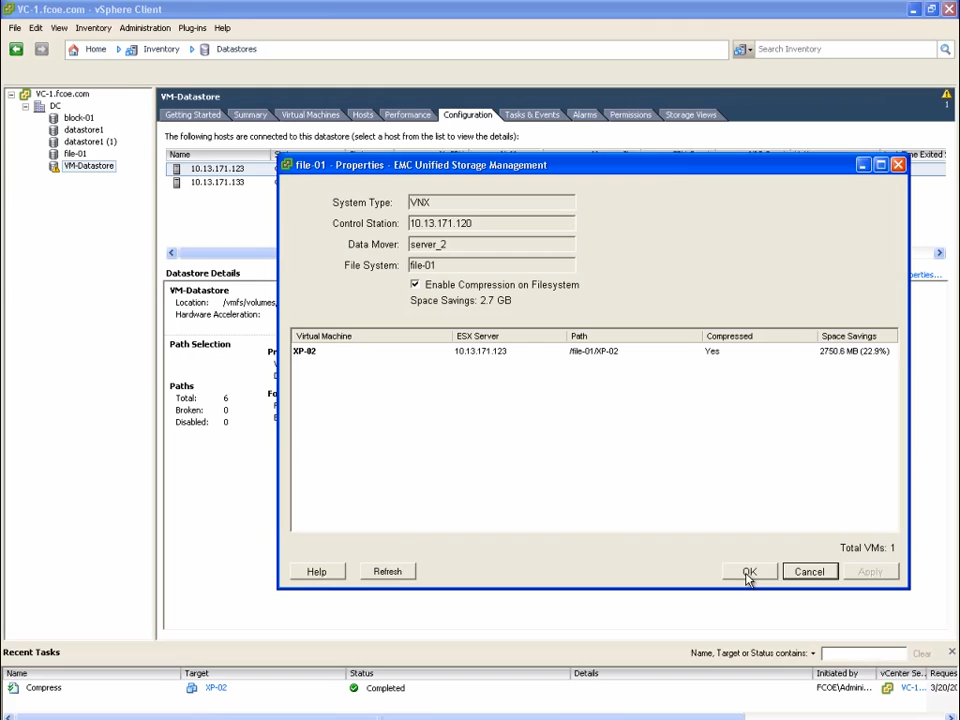 VC-1.fcoe.com - vSphere Client
File Edit View Inventory Administration Plug-ins Help
Home Inventory Datastores Search Inventory
VC-1.fcoe.com
DC
block-01
datastore1
datastore1 (1)
file-01
VM-Datastore
VM-Datastore
1
Getting Started Summary Virtual Machines Hosts Performance Configuration Tasks & Events Alarms Permissions Storage Views
The following hosts are connected to this datastore (select a host from the list to view the details):
Name Time Exited
10.13.171.123
10.13.171.133
Datastore Details
VM-Datastore
Location: /vmfs/volumes,
Hardware Acceleration:
Path Selection
Paths
Total: 6
Broken: 0
Disabled: 0
file-01 - Properties - EMC Unified Storage Management
System Type: VNX
Control Station: 10.13.171.120
Data Mover: server_2
File System: file-01
Enable Compression on Filesystem
Space Savings: 2.7 GB
Virtual Machine ESX Server Path Compressed Space Savings
XP-02 10.13.171.123 /file-01/XP-02 Yes 2750.6 MB (22.9%)
Total VMs: 1
Help Refresh OK Cancel Apply
Recent Tasks Name, Target or Status contains: Clear
Name Target Status Details Initiated by vCenter Se... Reques
Compress XP-02 Completed FCOE\Admini... VC-1... 3/20/20